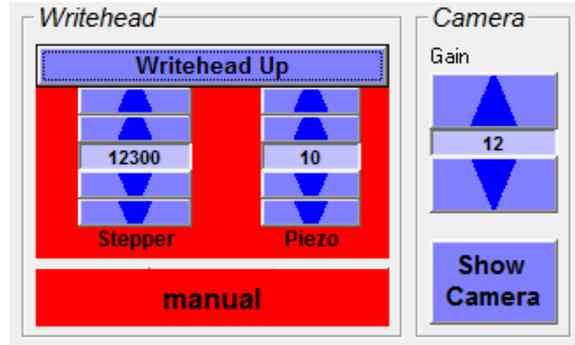 Writehead
Writehead Up
12300
10
Stepper
Piezo
manual
Camera
Gain
12
Show
Camera